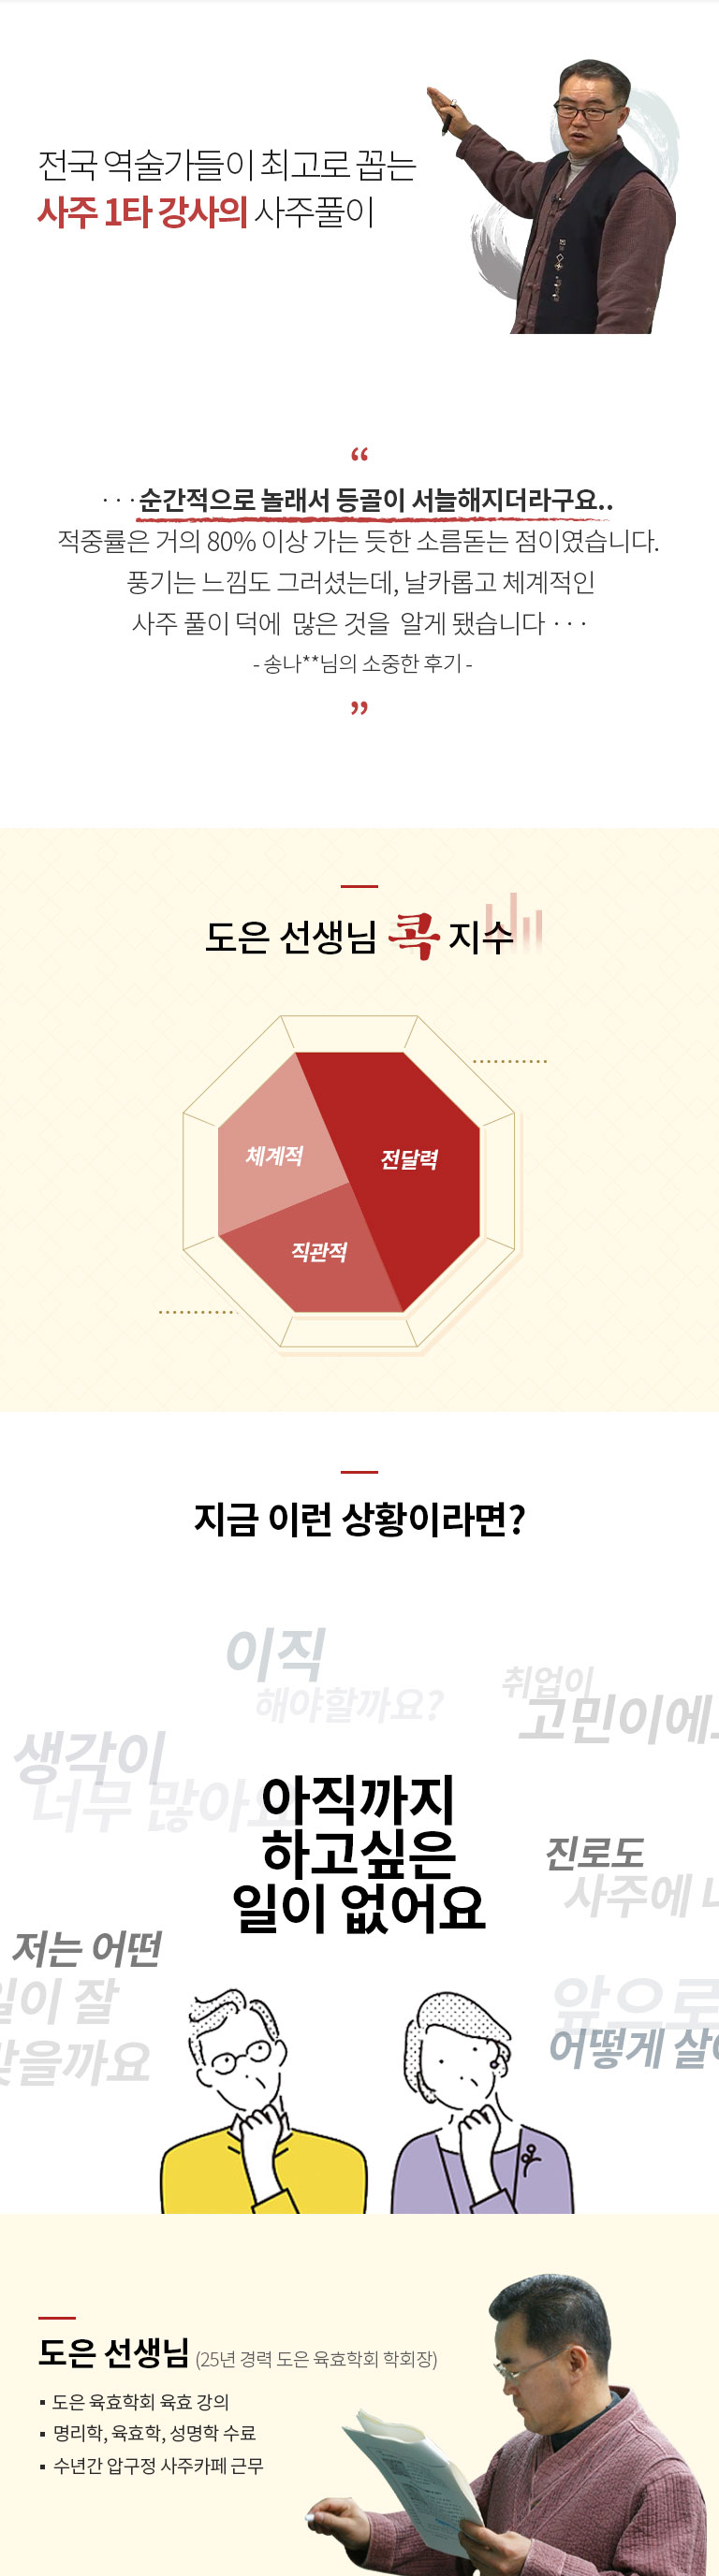 전국 역술가들이 최고로 꼽는
사주 1타 강사의 사주풀이
“
···순간적으로 놀래서 등골이 서늘해지더라구요..
적중률은 거의 80% 이상 가는 듯한 소름돋는 점이였습니다.
풍기는 느낌도 그러셨는데, 날카롭고 체계적인
사주 풀이 덕에 많은 것을 알게 됐습니다 ···
- 송나**님의 소중한 후기 -
”
도은 선생님 콕 지수
체계적
전달력
직관적
지금 이런 상황이라면?
이직
해야할까요?
취업이
고민이에
생각이
너무 많아
아직까지
하고싶은
일이 없어요
진로도
사주에
저는 어떤
일이 잘
맞을까요
앞으로
어떻게
도은 선생님 (25년 경력 도은 육효학회 학회장)
▪ 도은 육효학회 육효 강의
▪ 명리학, 육효학, 성명학 수료
▪ 수년간 압구정 사주카페 근무